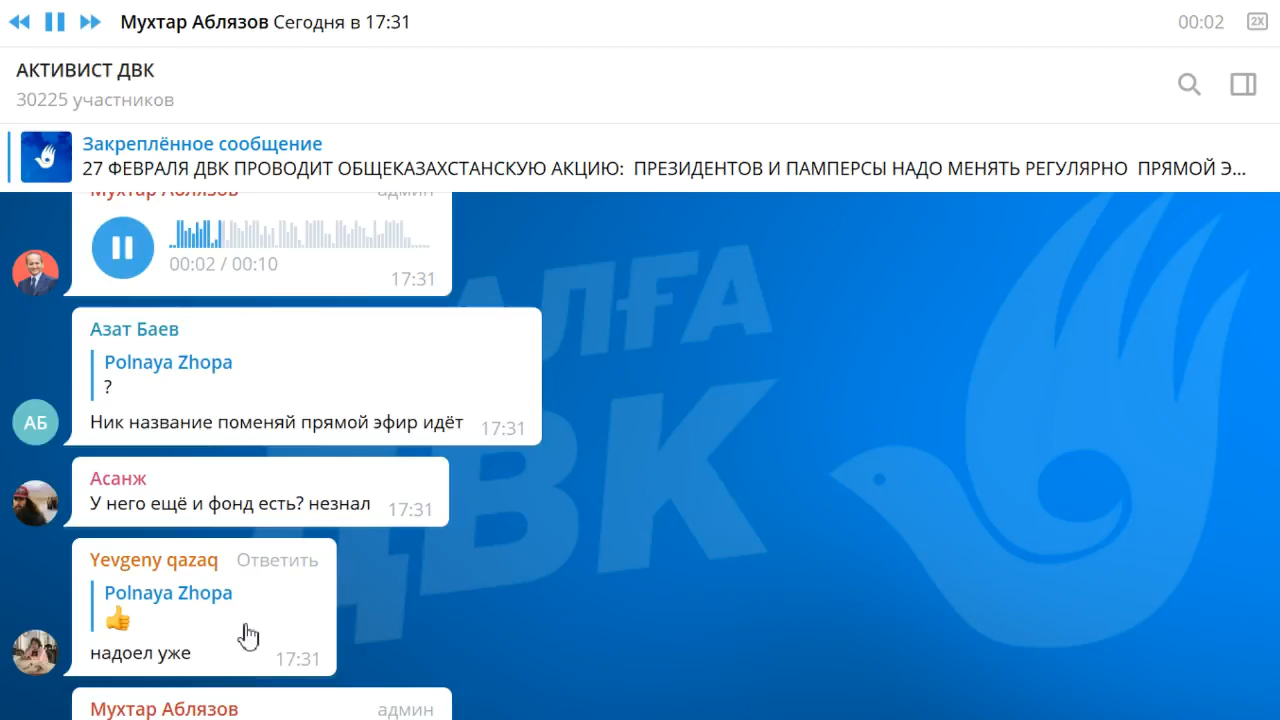 Мухтар Аблязов Сегодня в 17:31
00:02
2X
АКТИВИСТ ДВК
30225 участников
Закреплённое сообщение
27 ФЕВРАЛЯ ДВК ПРОВОДИТ ОБЩЕКАЗАХСТАНСКУЮ АКЦИЮ: ПРЕЗИДЕНТОВ И ПАМПЕРСЫ НАДО МЕНЯТЬ РЕГУЛЯРНО ПРЯМОЙ Э...
Мухтар Аблязов админ
00:02 / 00:10
17:31
АЛҒА
ДВК
Азат Баев
Polnaya Zhopa
?
АБ
Ник название поменяй прямой эфир идёт 17:31
Асанж
У него ещё и фонд есть? незнал 17:31
Yevgeny qazaq Ответить
Polnaya Zhopa
👍
надоел уже 17:31
Мухтар Аблязов админ